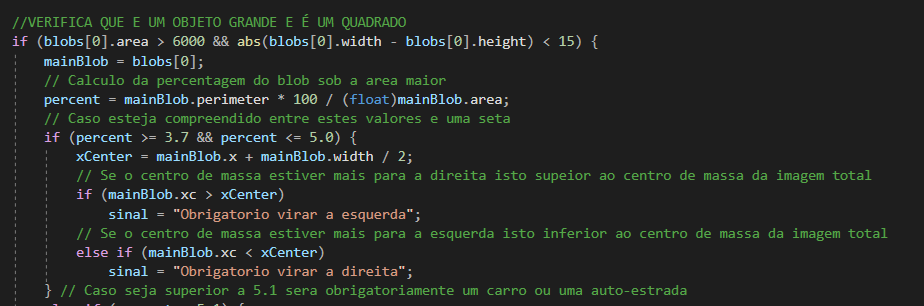 //VERIFICA QUE E UM OBJETO GRANDE E É UM QUADRADO
if (blobs[0].area > 6000 && abs(blobs[0].width - blobs[0].height) < 15) {
mainBlob = blobs[0];
// Calculo da percentagem do blob sob a area maior
percent = mainBlob.perimeter * 100 / (float)mainBlob.area;
// Caso esteja compreendido entre estes valores e uma seta
if (percent >= 3.7 && percent <= 5.0) {
xCenter = mainBlob.x + mainBlob.width / 2;
// Se o centro de massa estiver mais para a direita isto supeior ao centro de massa da imagem total
if (mainBlob.xc > xCenter)
sinal = "Obrigatorio virar a esquerda";
// Se o centro de massa estiver mais para a esquerda isto inferior ao centro de massa da imagem total
else if (mainBlob.xc < xCenter)
sinal = "Obrigatorio virar a direita";
} // Caso seja superior a 5.1 sera obrigatoriamente um carro ou uma auto-estrada